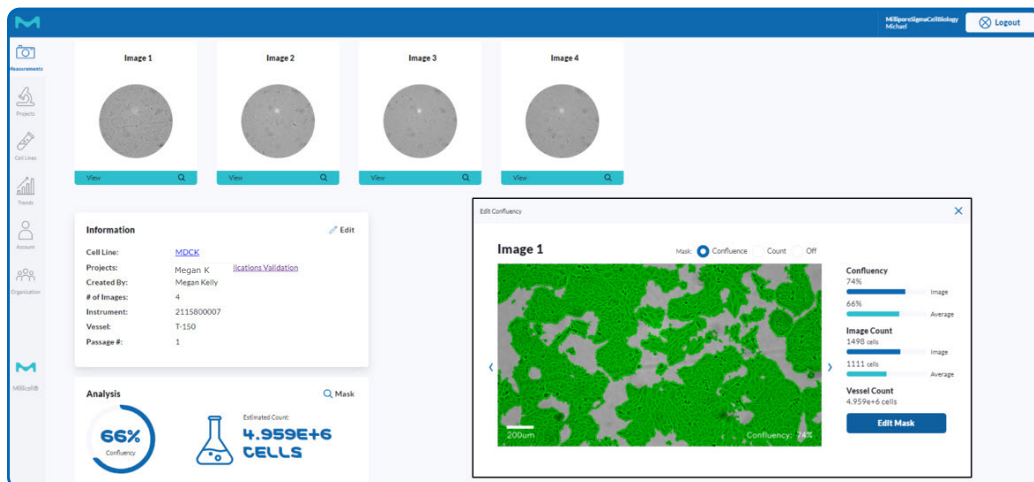 MilliporeSigmaCellBiology
Michael
Logout
Measurements
Projects
Cell Lines
Trends
Account
Organization
Millicell®
Image 1
Image 2
Image 3
Image 4
View
View
View
View
Information
Edit
Cell Line: MDCK
Projects: Megan K lications Validation
Created By: Megan Kelly
# of Images: 4
Instrument: 2115800007
Vessel: T-150
Passage #: 1
Analysis
Mask
66%
Confluency
Estimated Count:
4.959E+6
CELLS
Edit Confluency
Image 1
Mask: Confluence Count Off
200um
Confluency: 74%
Confluency
74%
Image
66%
Average
Image Count
1498 cells
Image
1111 cells
Average
Vessel Count
4.959e+6 cells
Edit Mask